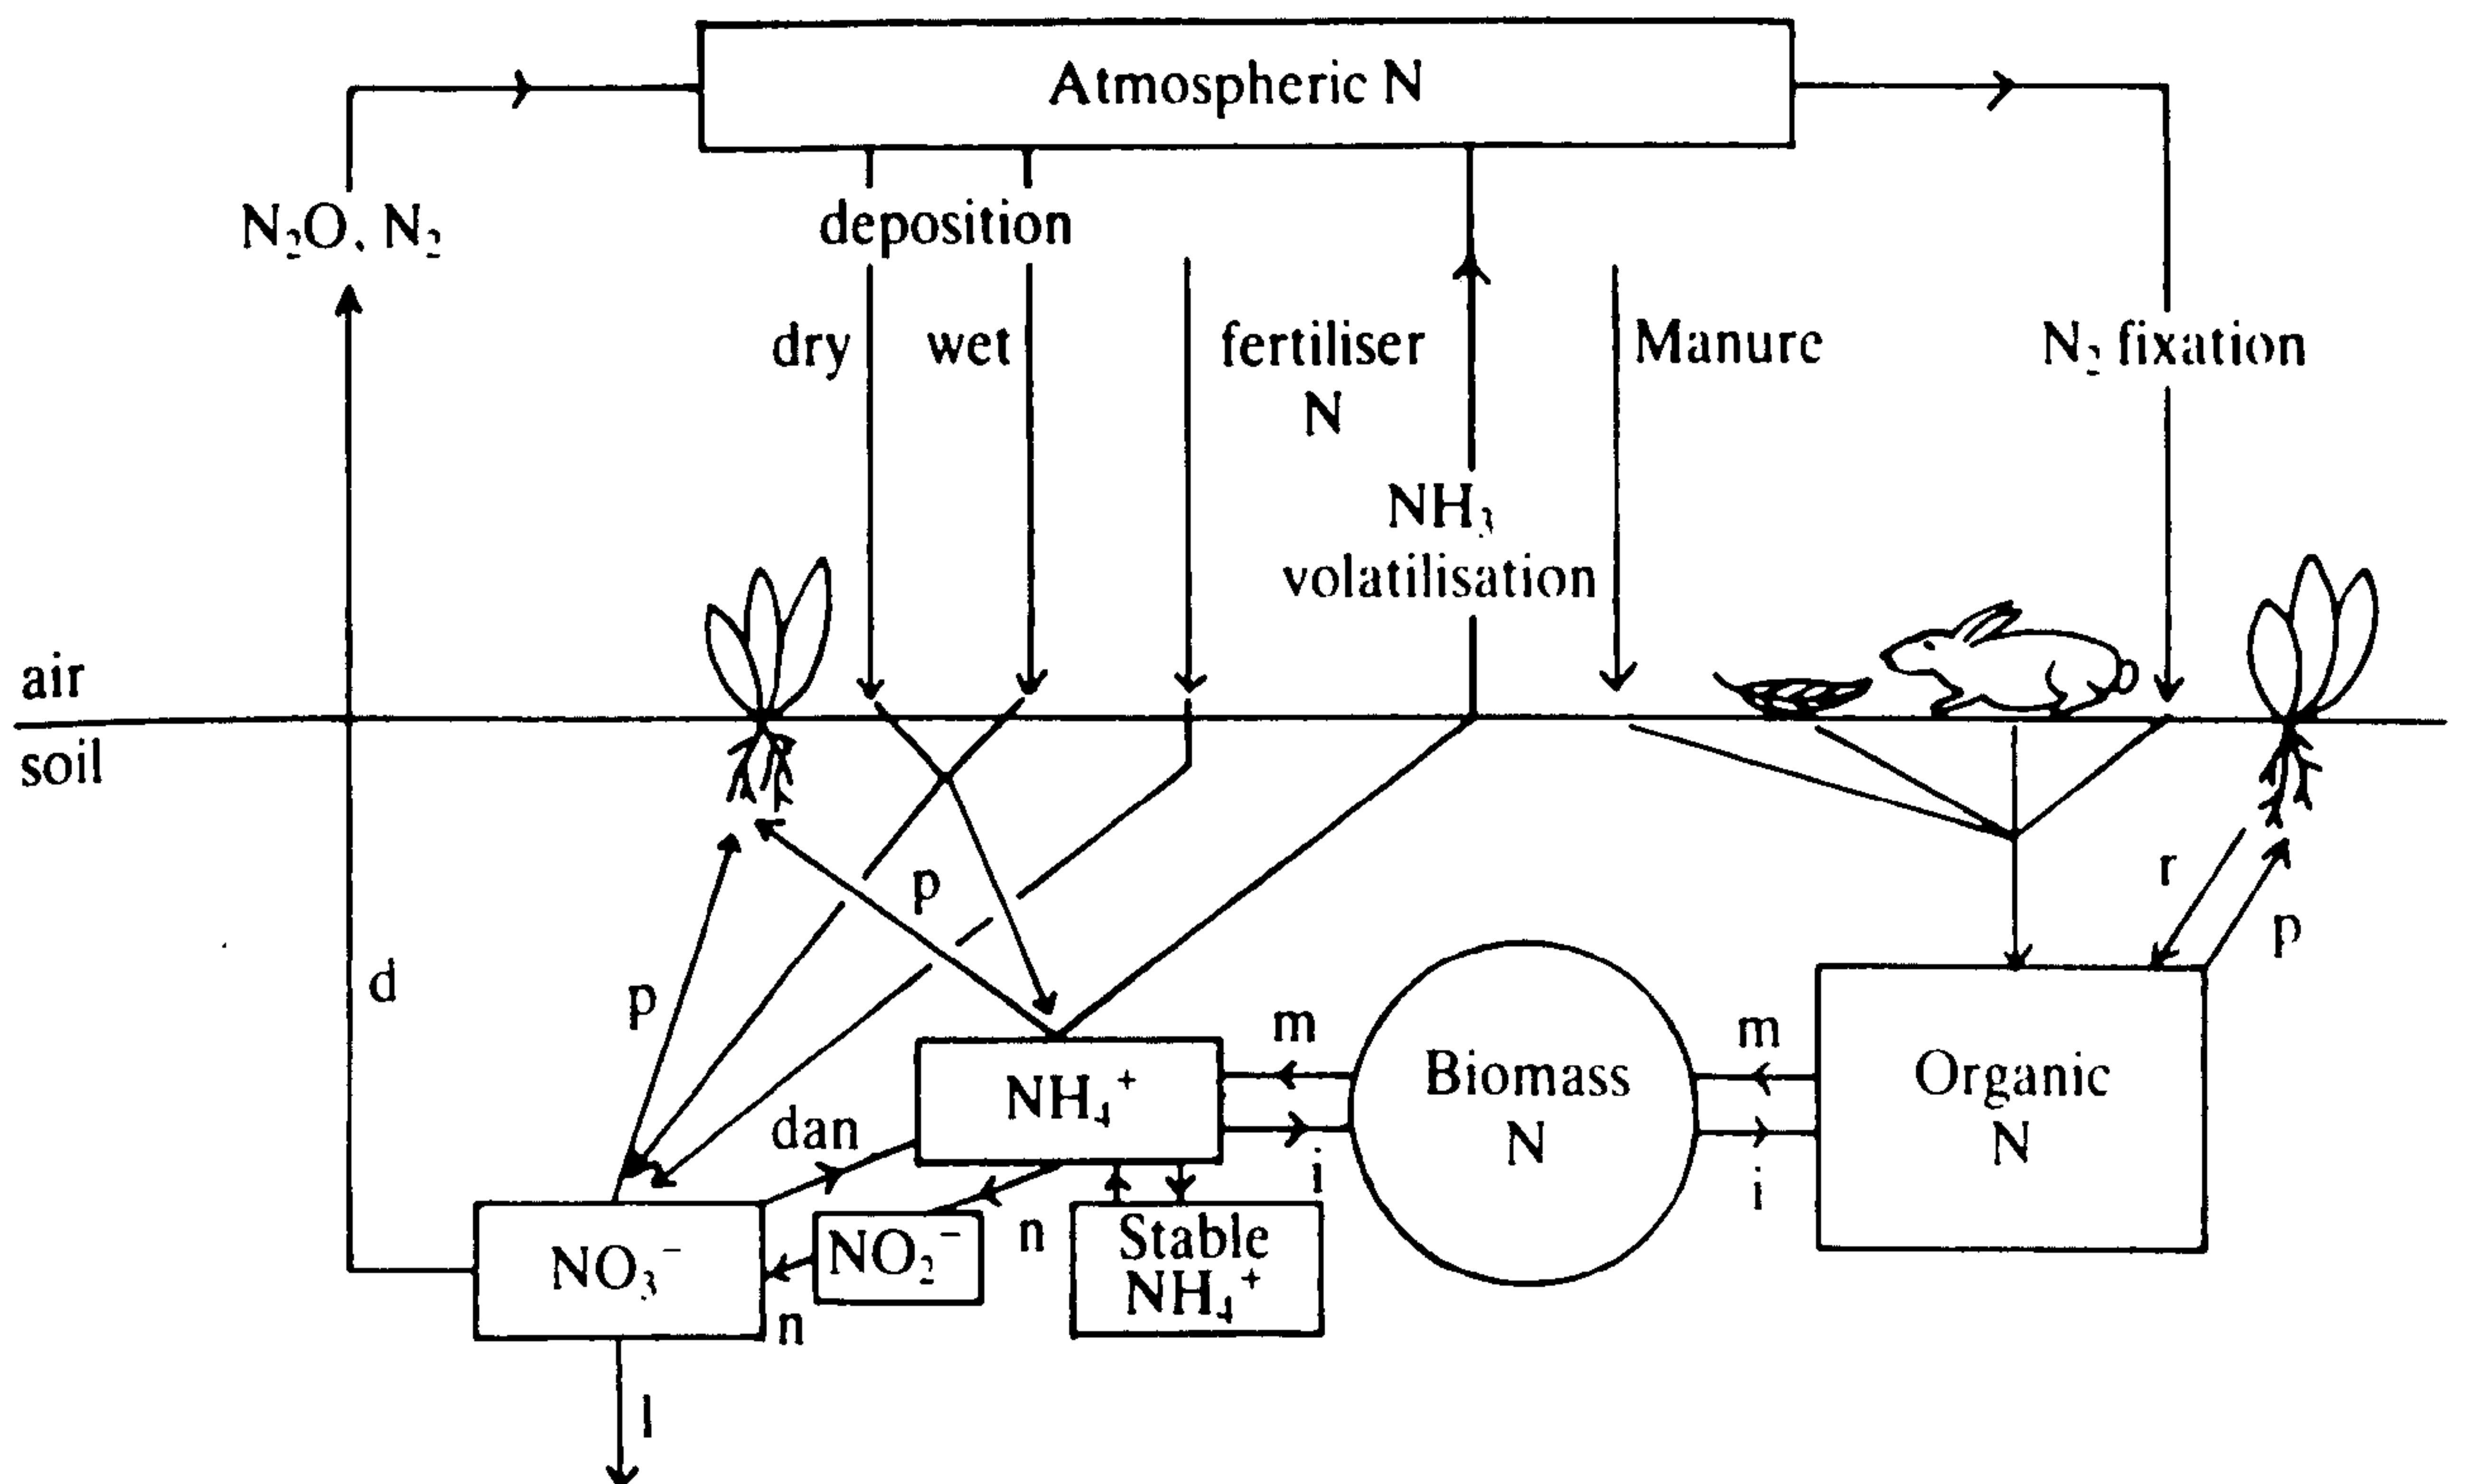 Atmospheric N
N₂O, N₂
deposition
dry
wet
fertiliser
N
Manure
N₂ fixation
NH₃
volatilisation
air
soil
d
p
p
r
p
dan
NH₄⁺
m
i
Biomass
N
m
i
Organic
N
NO₃⁻
n
NO₂⁻
n
Stable
NH₄⁺
l